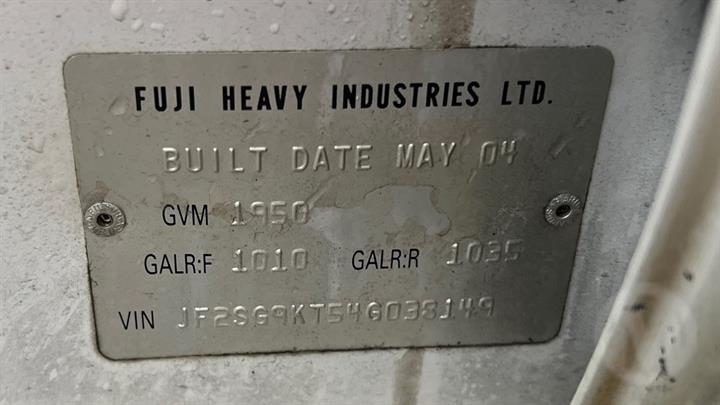 FUJI HEAVY INDUSTRIES LTD.
BUILT DATE MAY 04
GVM 1950
GALR:F 1010 GALR:R 1035
VIN JF2SG9KT54G038149